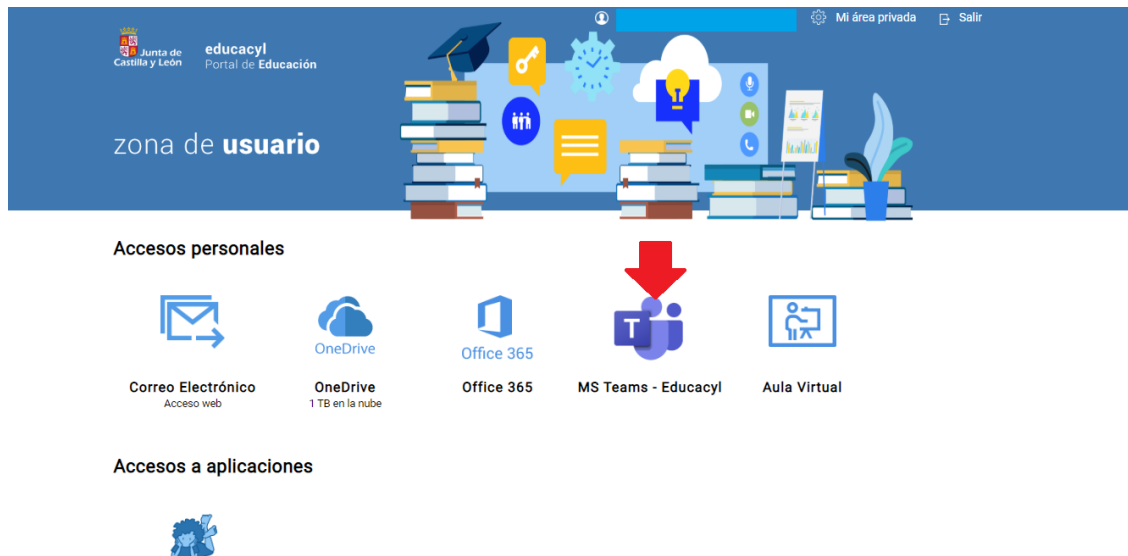 Mi área privada
Salir
Junta de
Castilla y León
educacyl
Portal de Educación
zona de usuario
Accesos personales
OneDrive
Office 365
T
Correo Electrónico
Acceso web
OneDrive
1 TB en la nube
Office 365
MS Teams - Educacyl
Aula Virtual
Accesos a aplicaciones